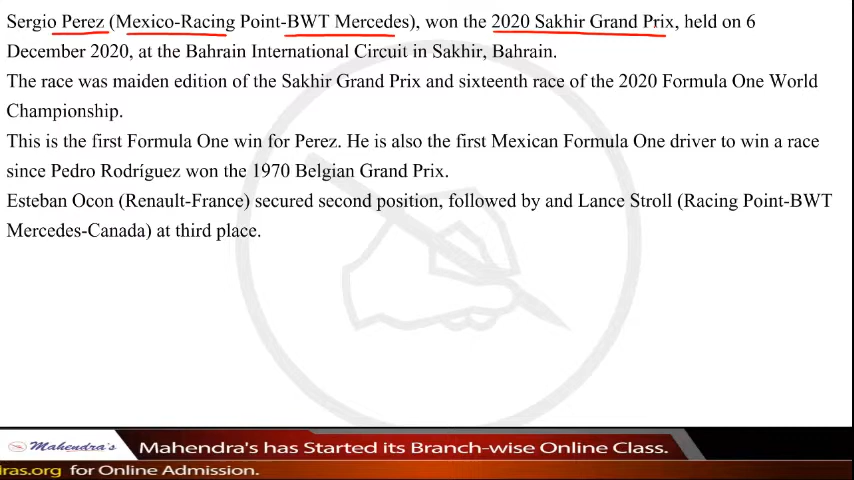 Sergio Perez (Mexico-Racing Point-BWT Mercedes), won the 2020 Sakhir Grand Prix, held on 6
December 2020, at the Bahrain International Circuit in Sakhir, Bahrain.
The race was maiden edition of the Sakhir Grand Prix and sixteenth race of the 2020 Formula One World
Championship.
This is the first Formula One win for Perez. He is also the first Mexican Formula One driver to win a race
since Pedro Rodríguez won the 1970 Belgian Grand Prix.
Esteban Ocon (Renault-France) secured second position, followed by and Lance Stroll (Racing Point-BWT
Mercedes-Canada) at third place.
Mahendra's
Mahendra's has Started its Branch-wise Online Class.
ras.org for Online Admission.